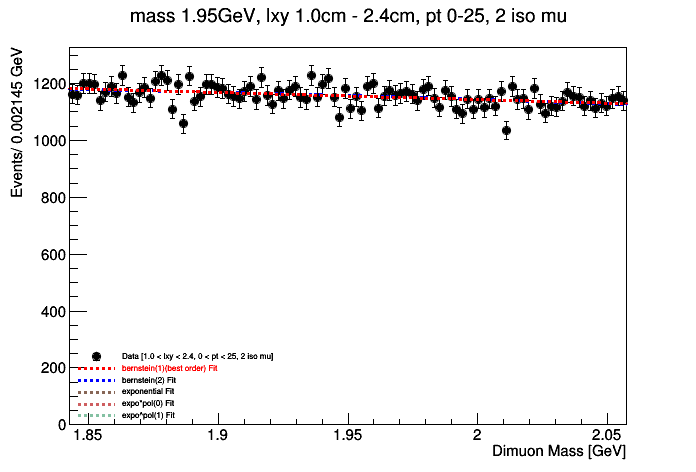 mass 1.95GeV, lxy 1.0cm - 2.4cm, pt 0-25, 2 iso mu
Events/ 0.002145 GeV
1200
1000
800
600
400
200
0
Data [1.0 < lxy < 2.4, 0 < pt < 25, 2 iso mu]
bernstein(1)(best order) Fit
bernstein(2) Fit
exponential Fit
expo*pol(0) Fit
expo*pol(1) Fit
1.85 1.9 1.95 2 2.05
Dimuon Mass [GeV]